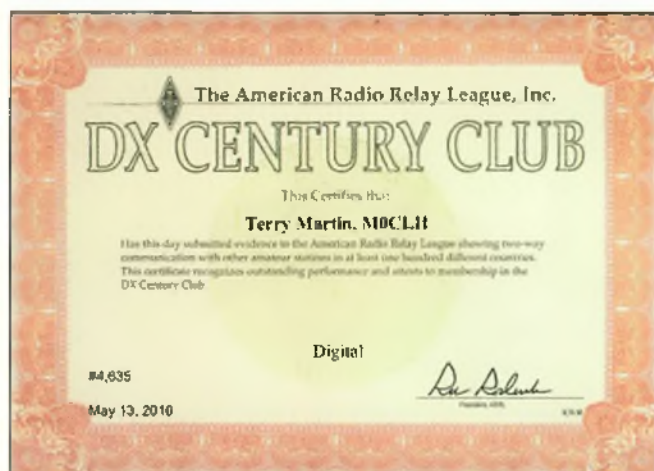 The American Radio Relay League, Inc.
DX CENTURY CLUB
This Certifies that
Terry Martin, M0CLH
Has this day submitted evidence to the American Radio Relay League showing two-way
communication with other amateur stations in at least one hundred different countries.
This certificate recognizes outstanding performance and attests to membership in the
DX Century Club
Digital
#4,635
May 13, 2010